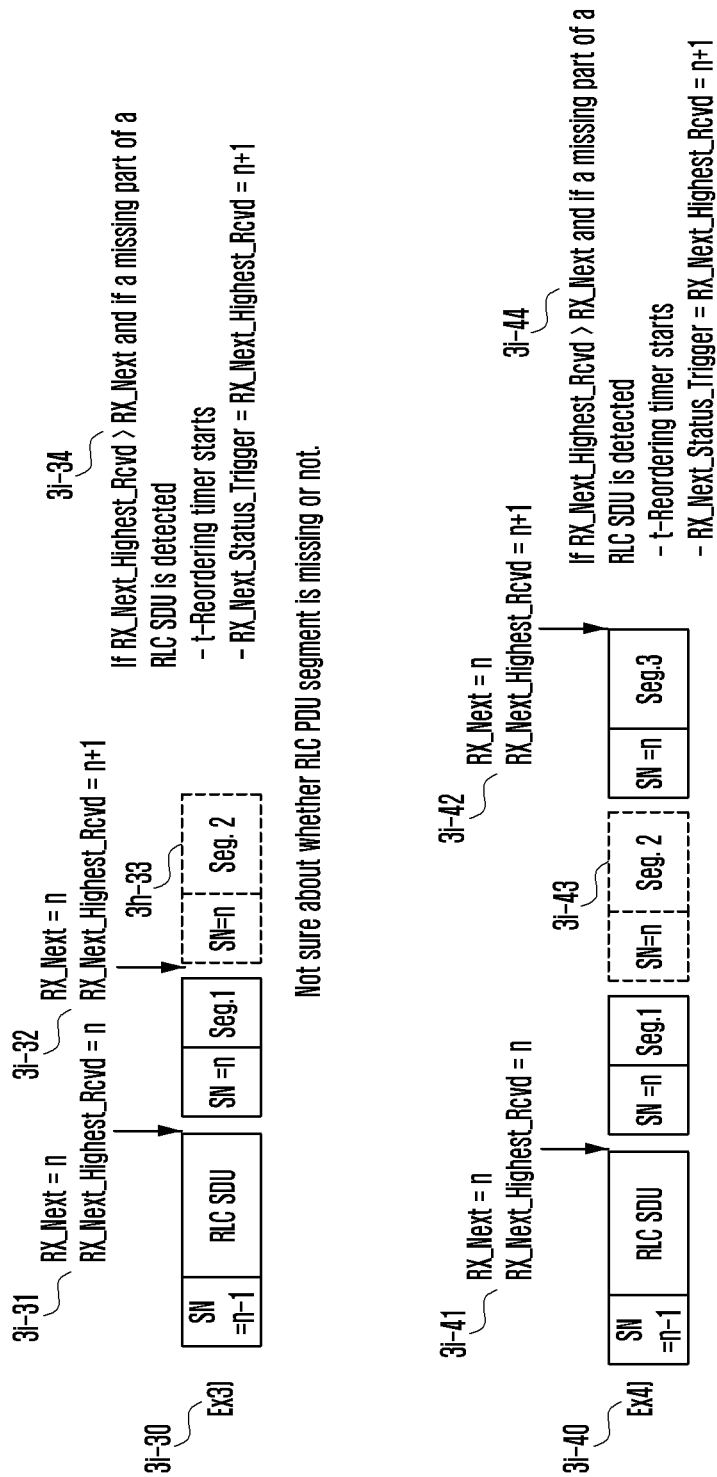 3i-30
Ex3)
3i-31
RX_Next = n
RX_Next_Highest_Rcvd = n
3i-32
RX_Next = n
RX_Next_Highest_Rcvd = n+1
3h-33
SN
=n-1
RLC SDU
SN =n
Seg.1
SN=n
Seg. 2
3i-34
If RX_Next_Highest_Rcvd > RX_Next and if a missing part of a
RLC SDU is detected
- t-Reordering timer starts
- RX_Next_Status_Trigger = RX_Next_Highest_Rcvd = n+1
Not sure about whether RLC PDU segment is missing or not.
3i-40
Ex4)
3i-41
RX_Next = n
RX_Next_Highest_Rcvd = n
3i-42
RX_Next = n
RX_Next_Highest_Rcvd = n+1
3i-43
SN
=n-1
RLC SDU
SN =n
Seg.1
SN=n
Seg. 2
SN =n
Seg.3
3i-44
If RX_Next_Highest_Rcvd > RX_Next and if a missing part of a
RLC SDU is detected
- t-Reordering timer starts
- RX_Next_Status_Trigger = RX_Next_Highest_Rcvd = n+1